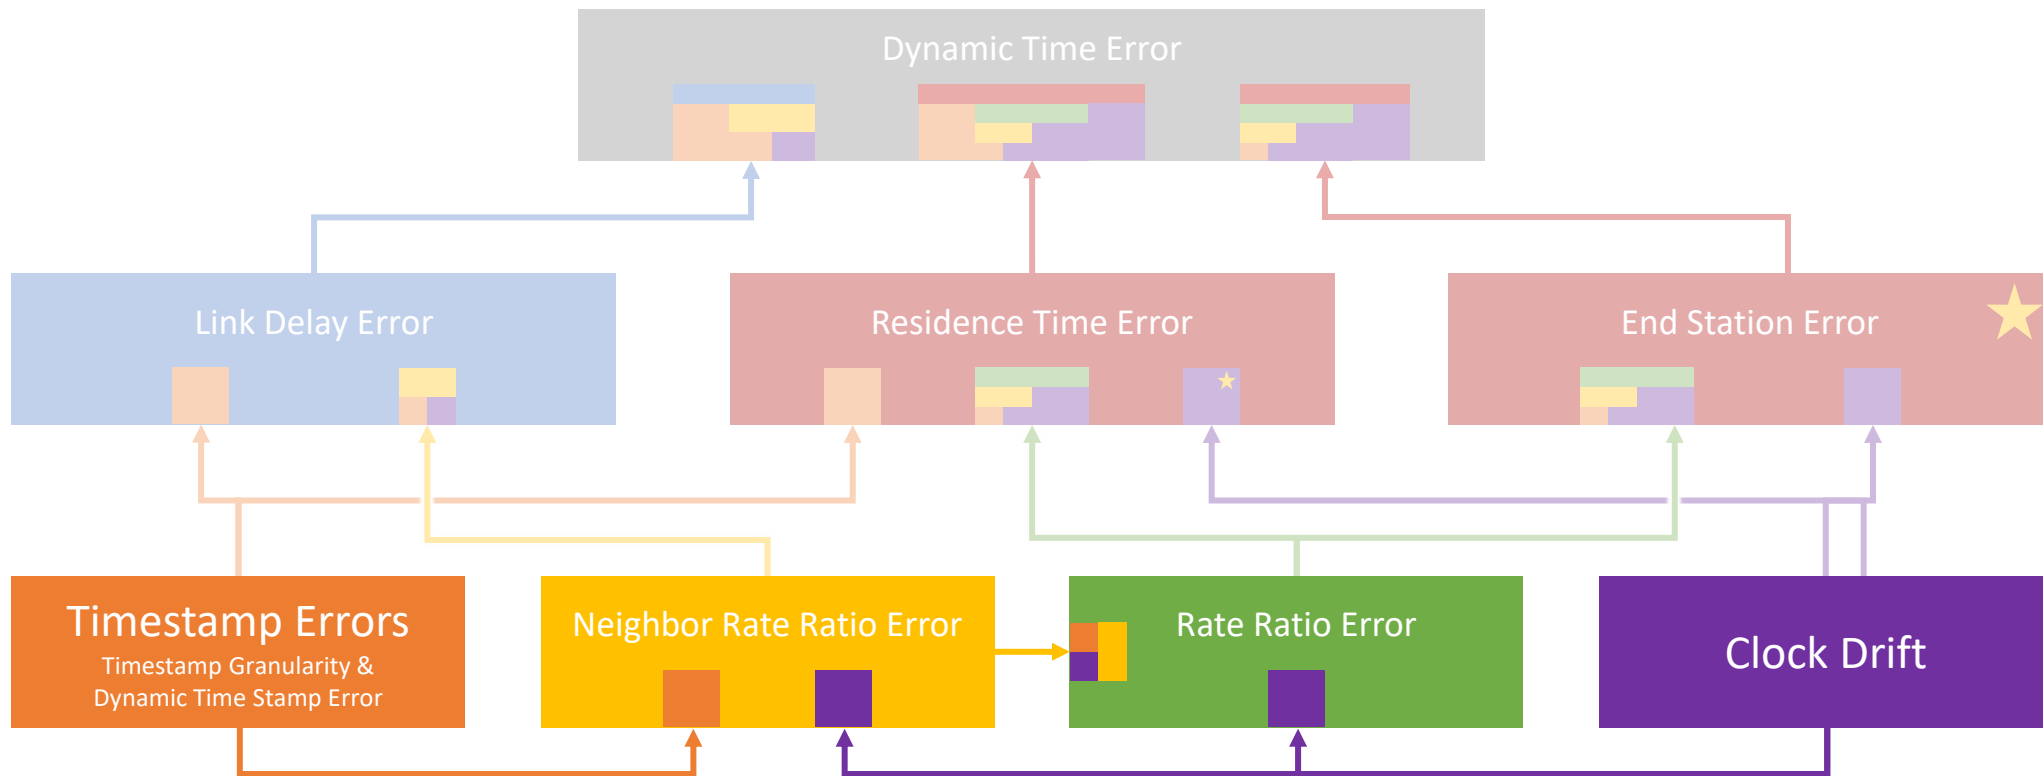 Dynamic Time Error
Link Delay Error
Residence Time Error
End Station Error
Timestamp Errors
Timestamp Granularity &
Dynamic Time Stamp Error
Neighbor Rate Ratio Error
Rate Ratio Error
Clock Drift